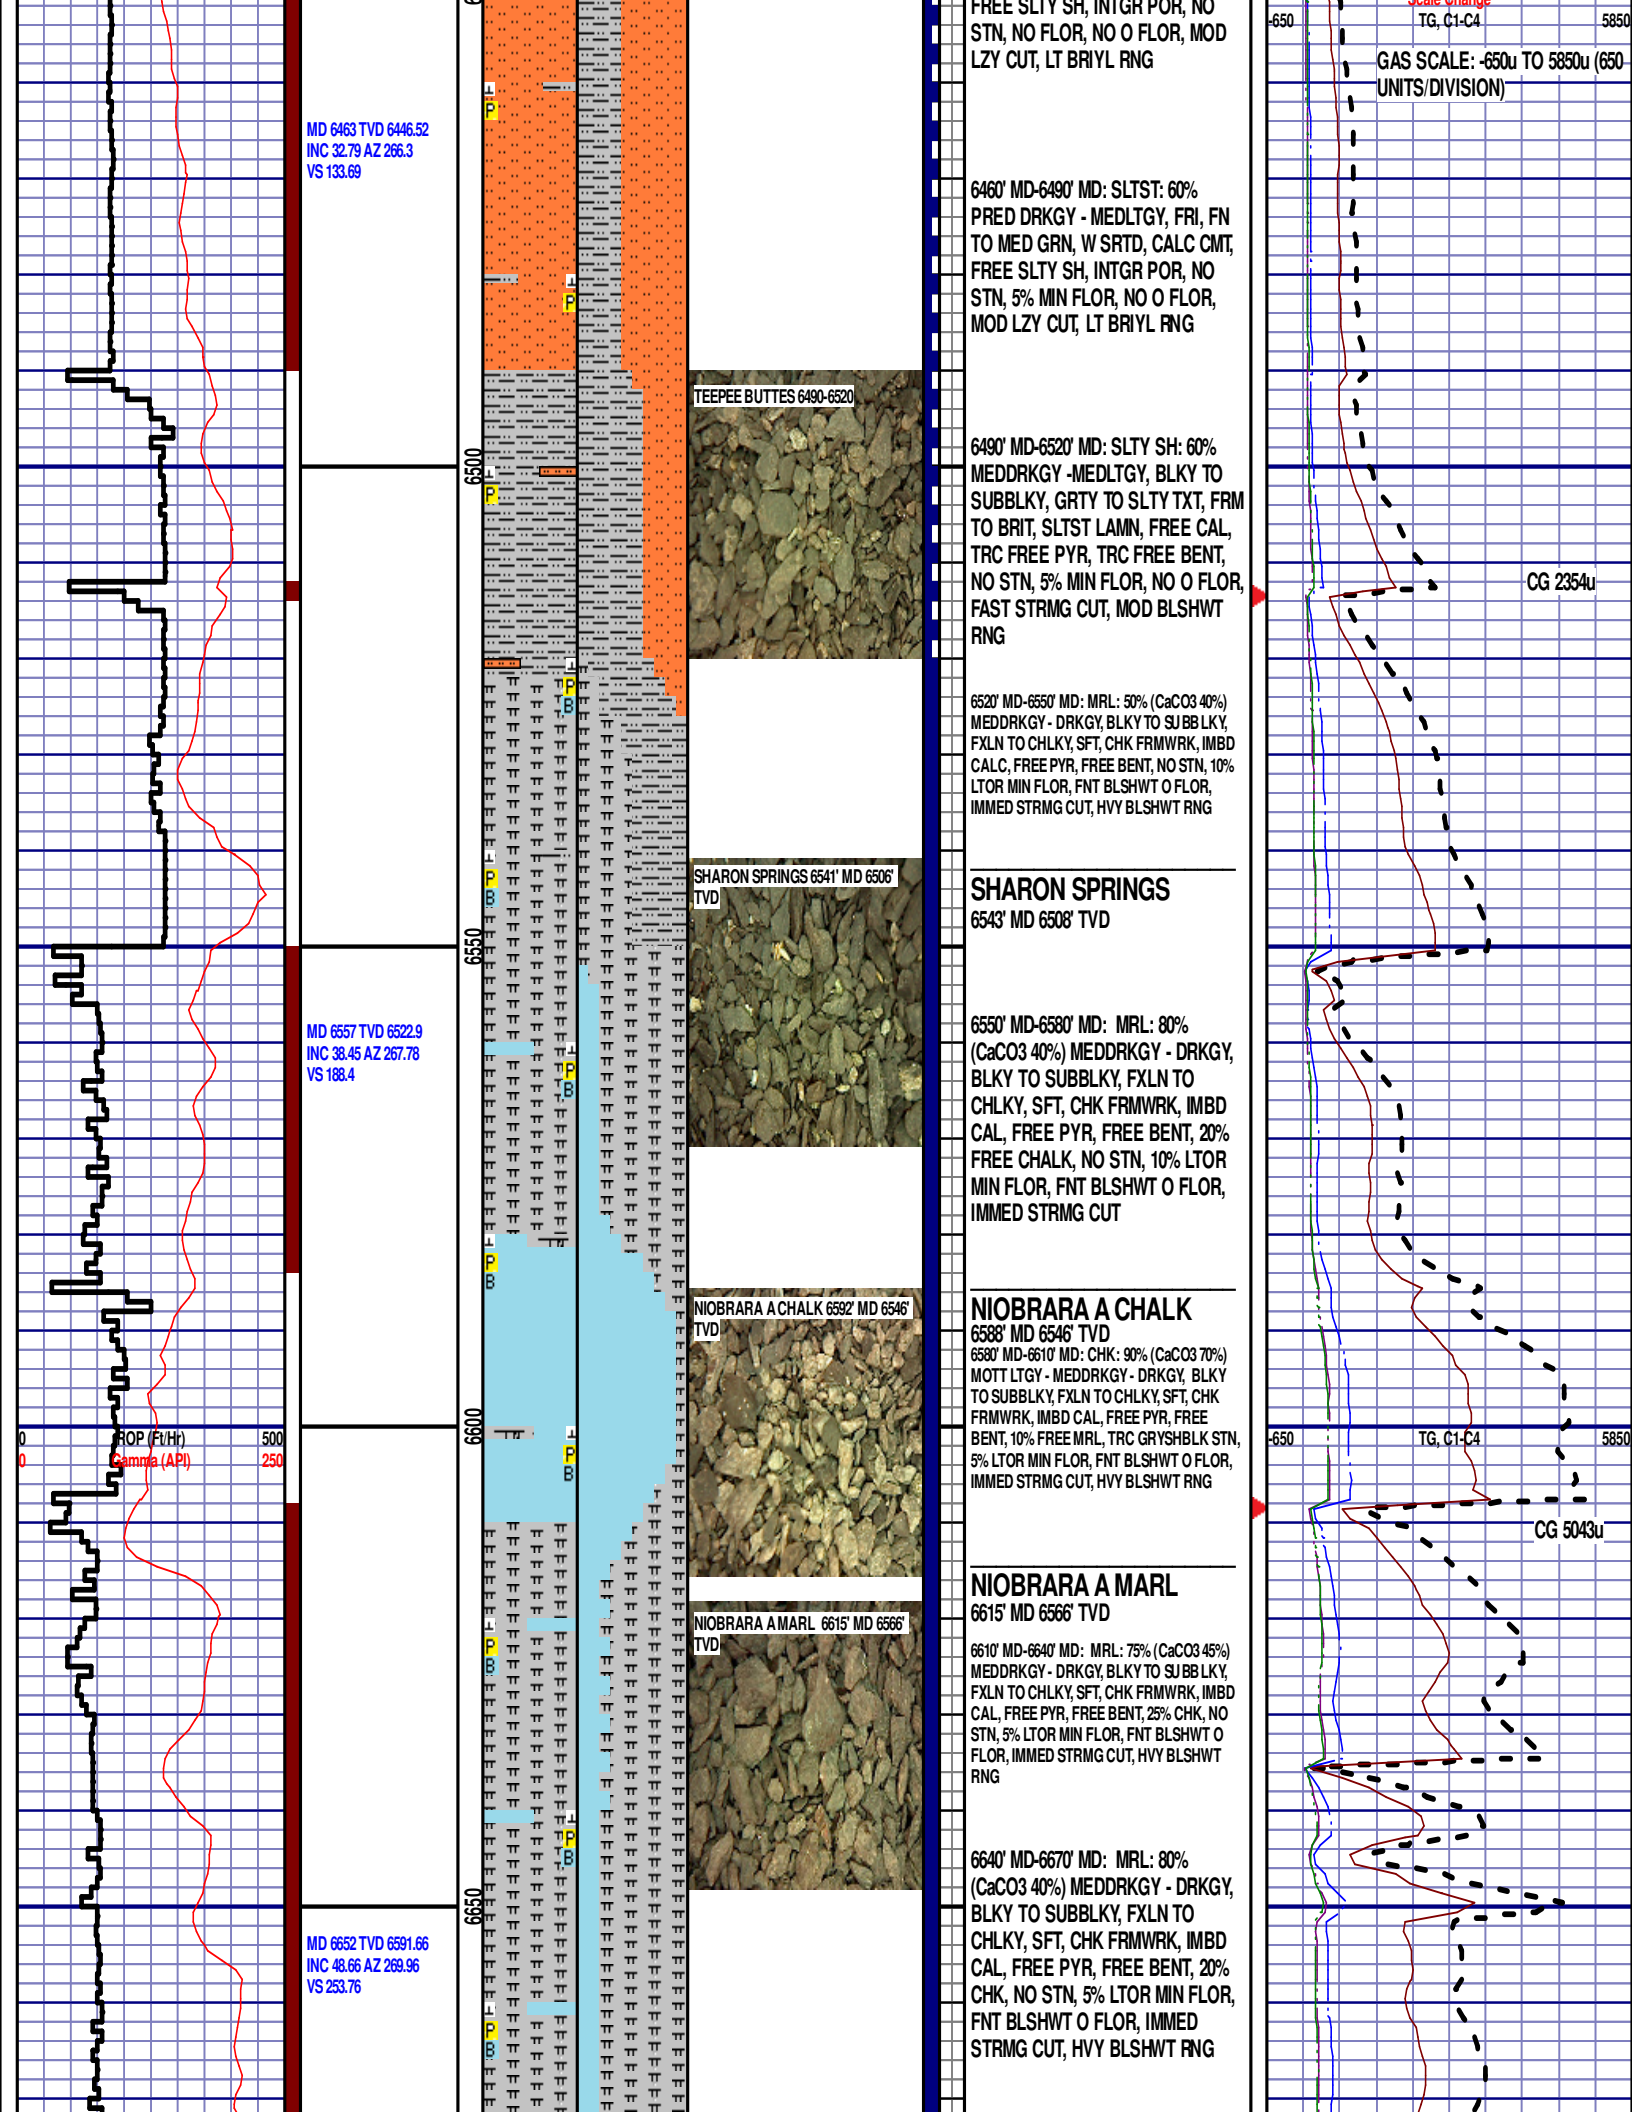 FREE SLTY SH, INTGR POR, NO
STN, NO FLOR, NO O FLOR, MOD
LZY CUT, LT BRIYL RNG
Scale Change
-650 TG, C1-C4 5850
GAS SCALE: -650u TO 5850u (650
UNITS/DIVISION)
MD 6463 TVD 6446.52
INC 32.79 AZ 266.3
VS 133.69
6460' MD-6490' MD: SLTST: 60%
PRED DRKGY - MEDLTGY, FRI, FN
TO MED GRN, W SRTD, CALC CMT,
FREE SLTY SH, INTGR POR, NO
STN, 5% MIN FLOR, NO O FLOR,
MOD LZY CUT, LT BRIYL RNG
P
P
TEEPEE BUTTES 6490-6520
6490' MD-6520' MD: SLTY SH: 60%
MEDDRKGY -MEDLTGY, BLKY TO
SUBBLKY, GRTY TO SLTY TXT, FRM
TO BRIT, SLTST LAMN, FREE CAL,
TRC FREE PYR, TRC FREE BENT,
NO STN, 5% MIN FLOR, NO O FLOR,
FAST STRMG CUT, MOD BLSHWT
RNG
6500
P
CG 2354u
P
B
6520' MD-6550' MD: MRL: 50% (CaCO3 40%)
MEDDRKGY - DRKGY, BLKY TO SUBB LKY,
FXLN TO CHLKY, SFT, CHK FRMWRK, IMBD
CALC, FREE PYR, FREE BENT, NO STN, 10%
LTOR MIN FLOR, FNT BLSHWT O FLOR,
IMMED STRMG CUT, HVY BLSHWT RNG
P
B
SHARON SPRINGS 6541' MD 6506'
TVD
SHARON SPRINGS
6543' MD 6508' TVD
6550
MD 6557 TVD 6522.9
INC 38.45 AZ 267.78
VS 188.4
P
B
6550' MD-6580' MD: MRL: 80%
(CaCO3 40%) MEDDRKGY - DRKGY,
BLKY TO SUBBLKY, FXLN TO
CHLKY, SFT, CHK FRMWRK, IMBD
CAL, FREE PYR, FREE BENT, 20%
FREE CHALK, NO STN, 10% LTOR
MIN FLOR, FNT BLSHWT O FLOR,
IMMED STRMG CUT
P
B
NIOBRARA A CHALK 6592' MD 6546'
TVD
NIOBRARA A CHALK
6588' MD 6546' TVD
6580' MD-6610' MD: CHK: 90% (CaCO3 70%)
MOTT LTGY - MEDDRKGY - DRKGY, BLKY
TO SUBBLKY, FXLN TO CHLKY, SFT, CHK
FRMWRK, IMBD CAL, FREE PYR, FREE
BENT, 10% FREE MRL, TRC GRYSHBLK STN,
5% LTOR MIN FLOR, FNT BLSHWT O FLOR,
IMMED STRMG CUT, HVY BLSHWT RNG
6600
0 ROP (Ft/Hr) 500
0 Gamma (API) 250
P
B
-650 TG, C1-C4 5850
CG 5043u
NIOBRARA A MARL
6615' MD 6566' TVD
NIOBRARA A MARL 6615' MD 6566'
TVD
P
B
6610' MD-6640' MD: MRL: 75% (CaCO3 45%)
MEDDRKGY - DRKGY, BLKY TO SUBB LKY,
FXLN TO CHLKY, SFT, CHK FRMWRK, IMBD
CAL, FREE PYR, FREE BENT, 25% CHK, NO
STN, 5% LTOR MIN FLOR, FNT BLSHWT O
FLOR, IMMED STRMG CUT, HVY BLSHWT
RNG
P
B
6640' MD-6670' MD: MRL: 80%
(CaCO3 40%) MEDDRKGY - DRKGY,
BLKY TO SUBBLKY, FXLN TO
CHLKY, SFT, CHK FRMWRK, IMBD
CAL, FREE PYR, FREE BENT, 20%
CHK, NO STN, 5% LTOR MIN FLOR,
FNT BLSHWT O FLOR, IMMED
STRMG CUT, HVY BLSHWT RNG
6650
MD 6652 TVD 6591.66
INC 48.66 AZ 269.96
VS 253.76
P
B